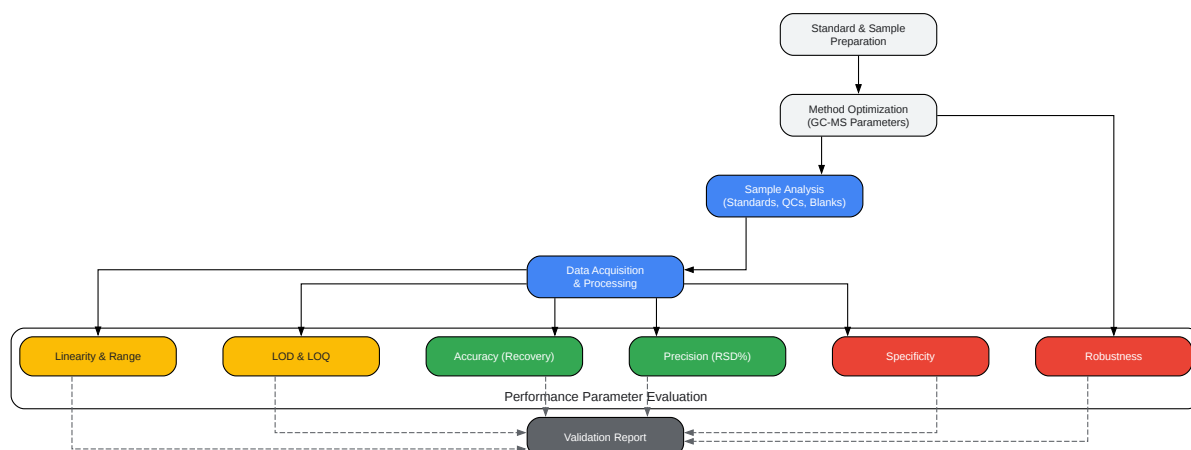 Standard & Sample
Preparation
Method Optimization
(GC-MS Parameters)
Sample Analysis
(Standards, QCs, Blanks)
Data Acquisition
& Processing
Linearity & Range
LOD & LOQ
Accuracy (Recovery)
Precision (RSD%)
Specificity
Robustness
Performance Parameter Evaluation
Validation Report